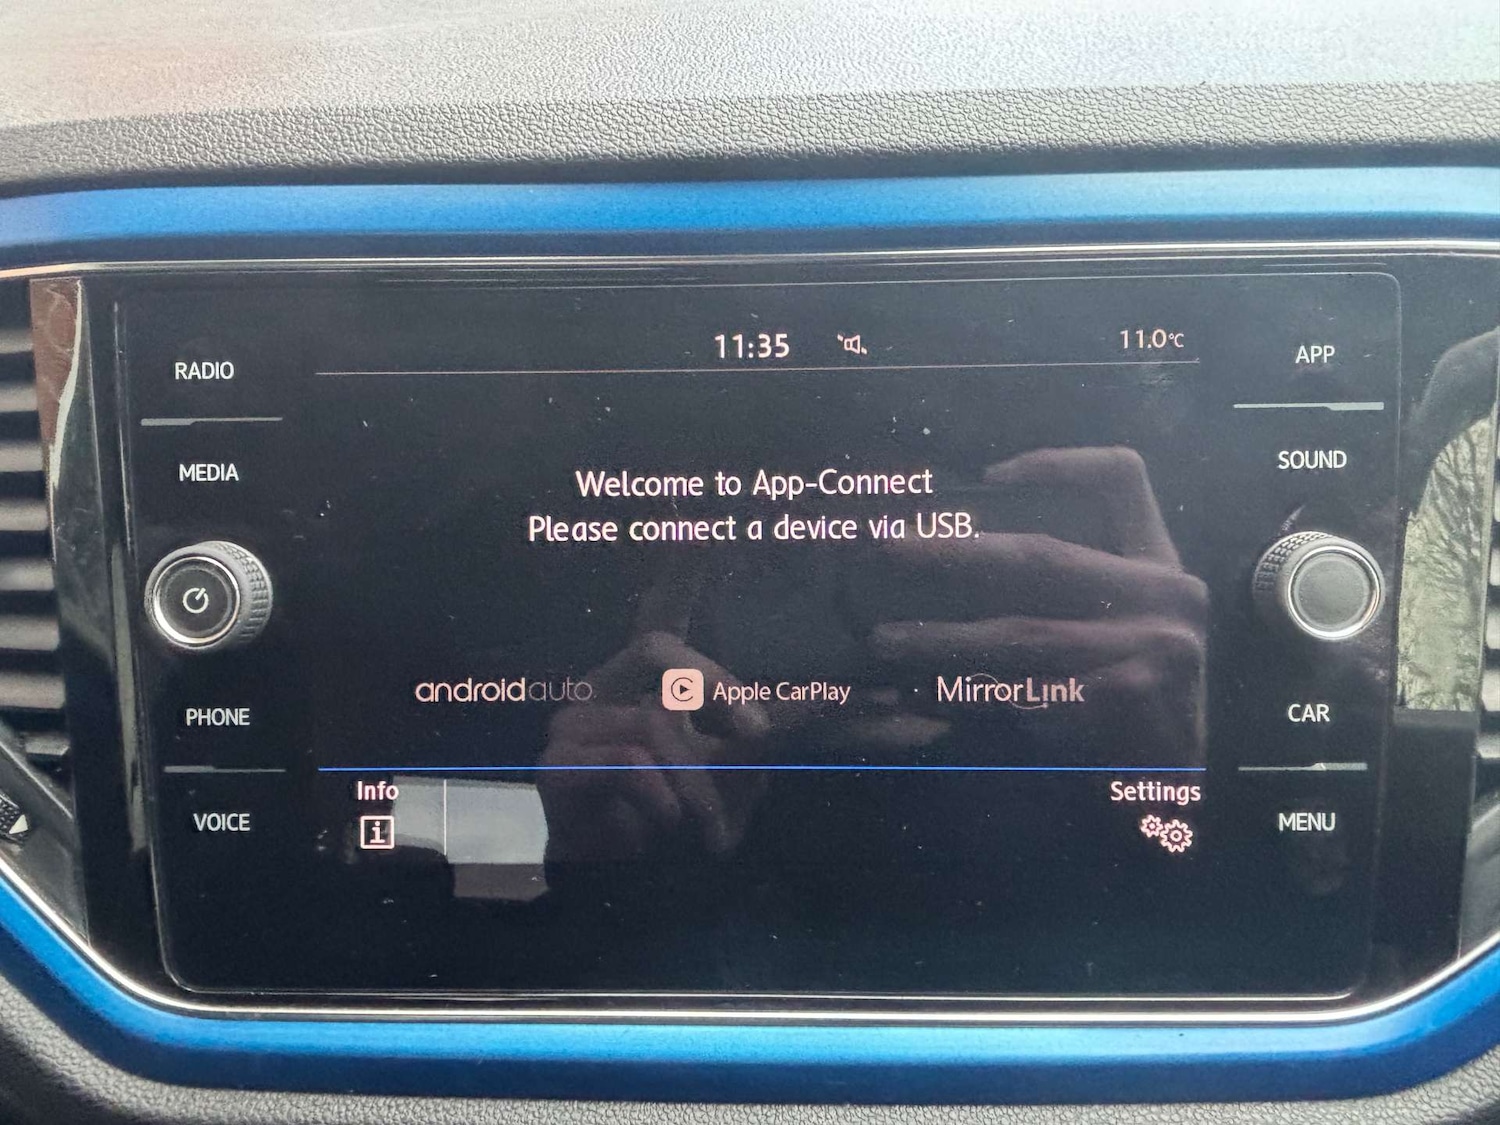 11:35
11.0°C
RADIO
MEDIA
PHONE
VOICE
Welcome to App-Connect
Please connect a device via USB.
androidauto
Apple CarPlay
MirrorLink
Info
i
Settings
APP
SOUND
CAR
MENU